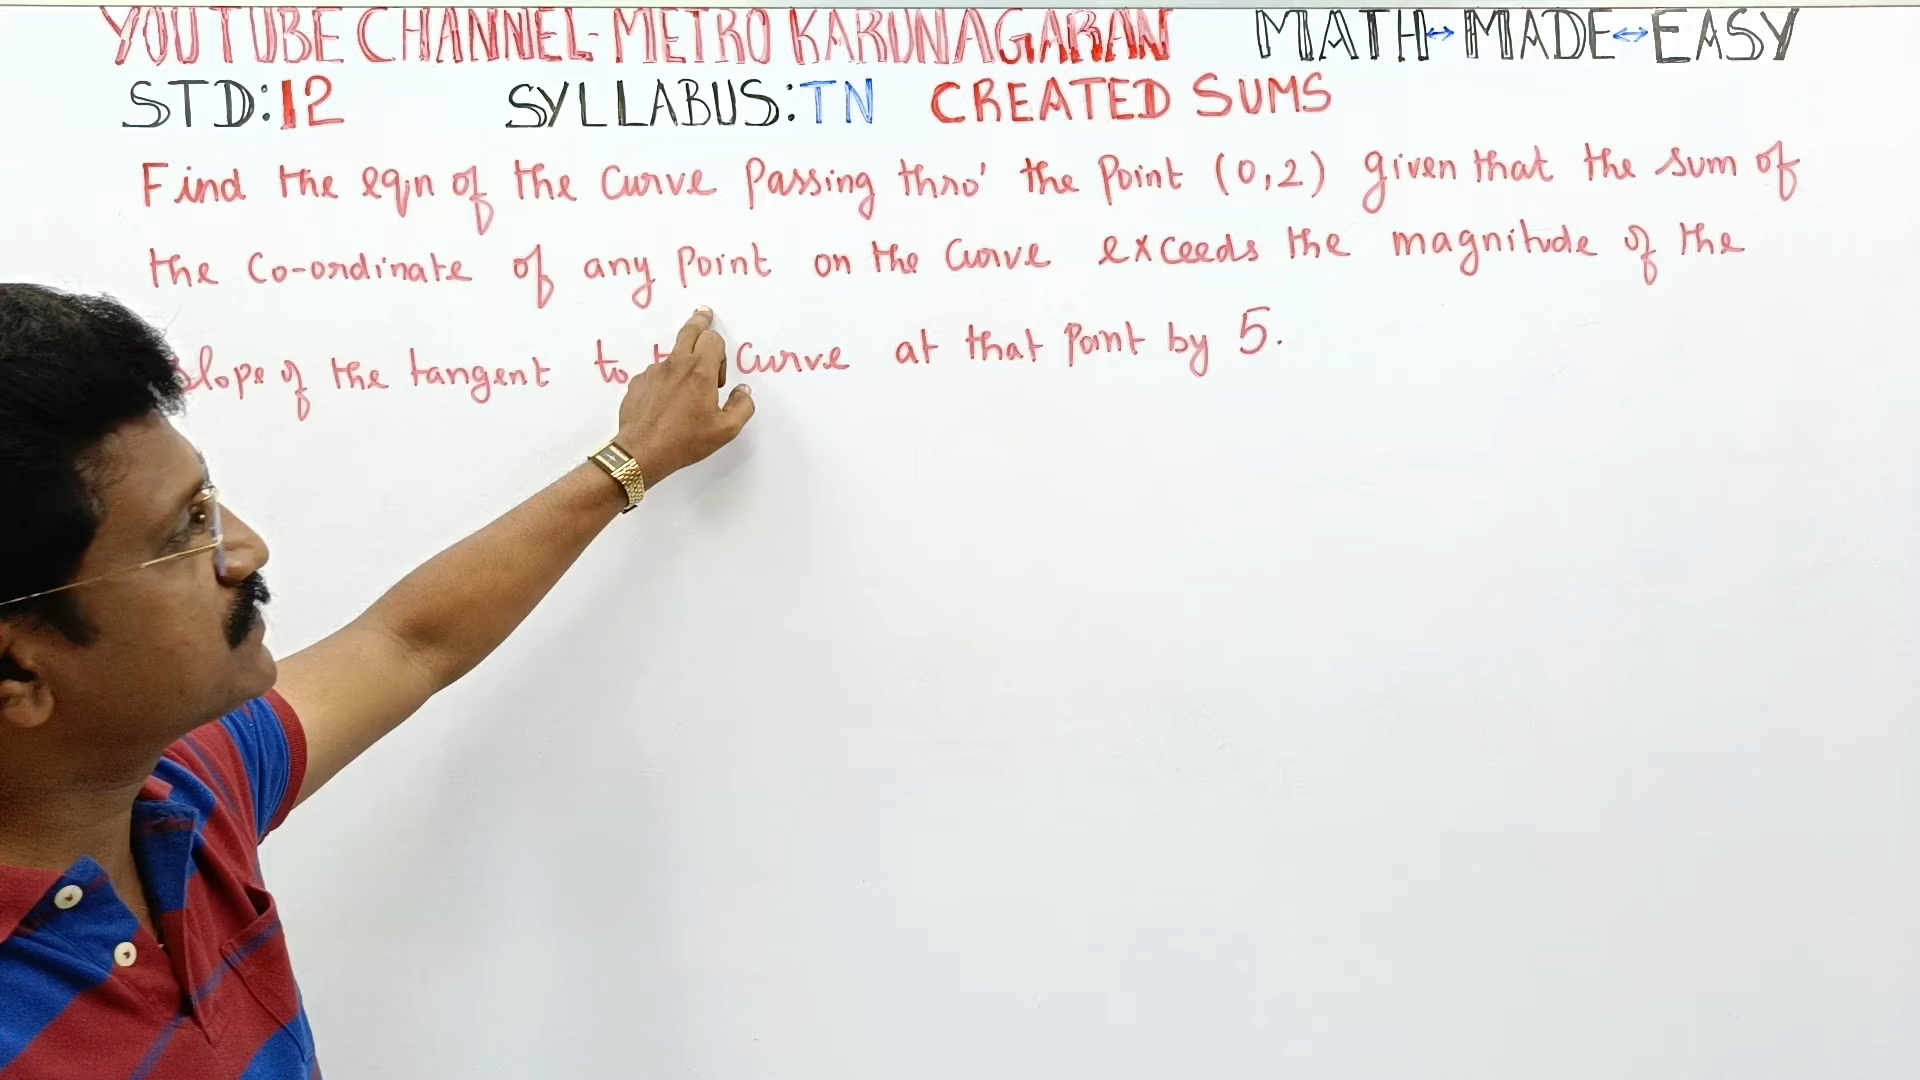 YOUTUBE CHANNEL-METRO KARUNAGARAN MATH↔MADE↔EASY
STD:12 SYLLABUS:TN CREATED SUMS
Find the eqn of the curve passing thro' the point (0,2) given that the sum of
the co-ordinate of any point on the curve exceeds the magnitude of the
slope of the tangent to curve at that point by 5.